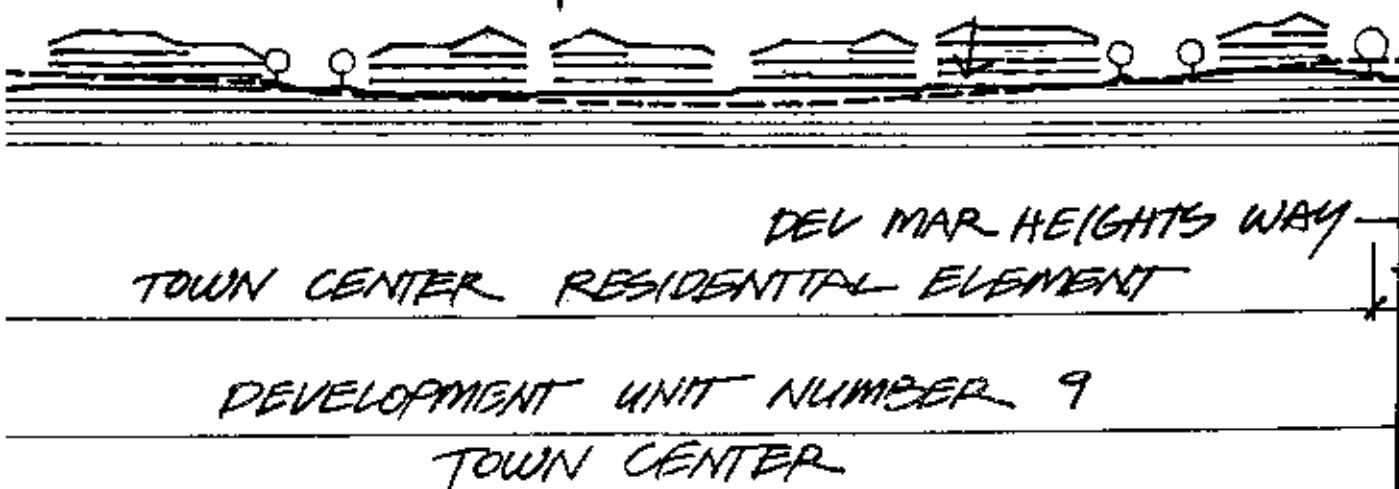 DEL MAR HEIGHTS WAY
TOWN CENTER RESIDENTIAL ELEMENT
DEVELOPMENT UNIT NUMBER 9
TOWN CENTER